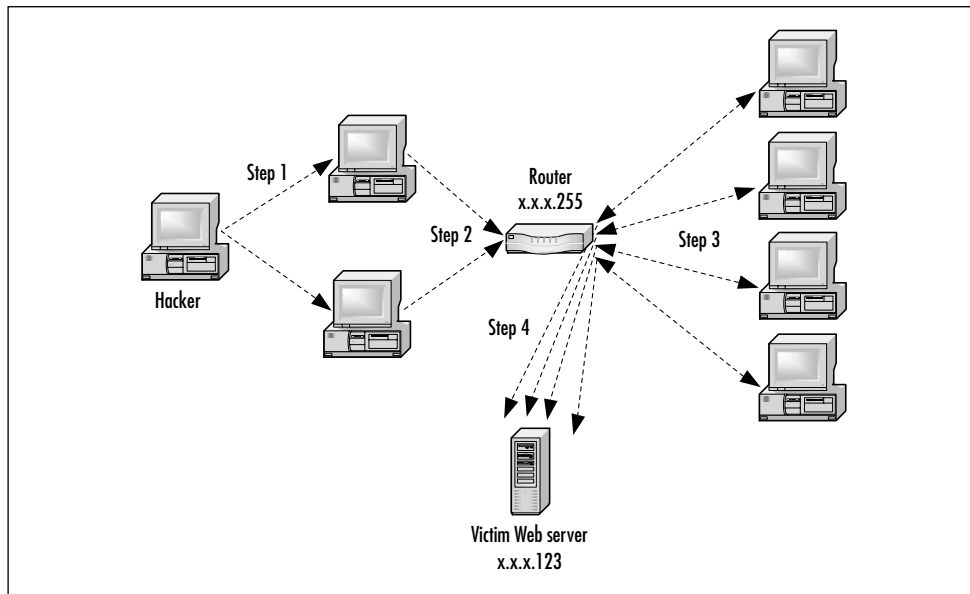 Step 1
Hacker
Step 2
Router
x.x.x.255
Step 3
Step 4
Victim Web server
x.x.x.123